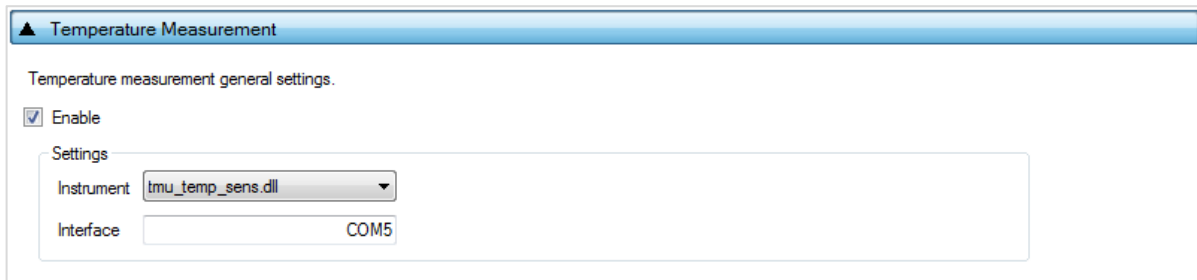 Temperature Measurement
Temperature measurement general settings.
Enable
Settings
Instrument tmu_temp_sens.dll
Interface COM5